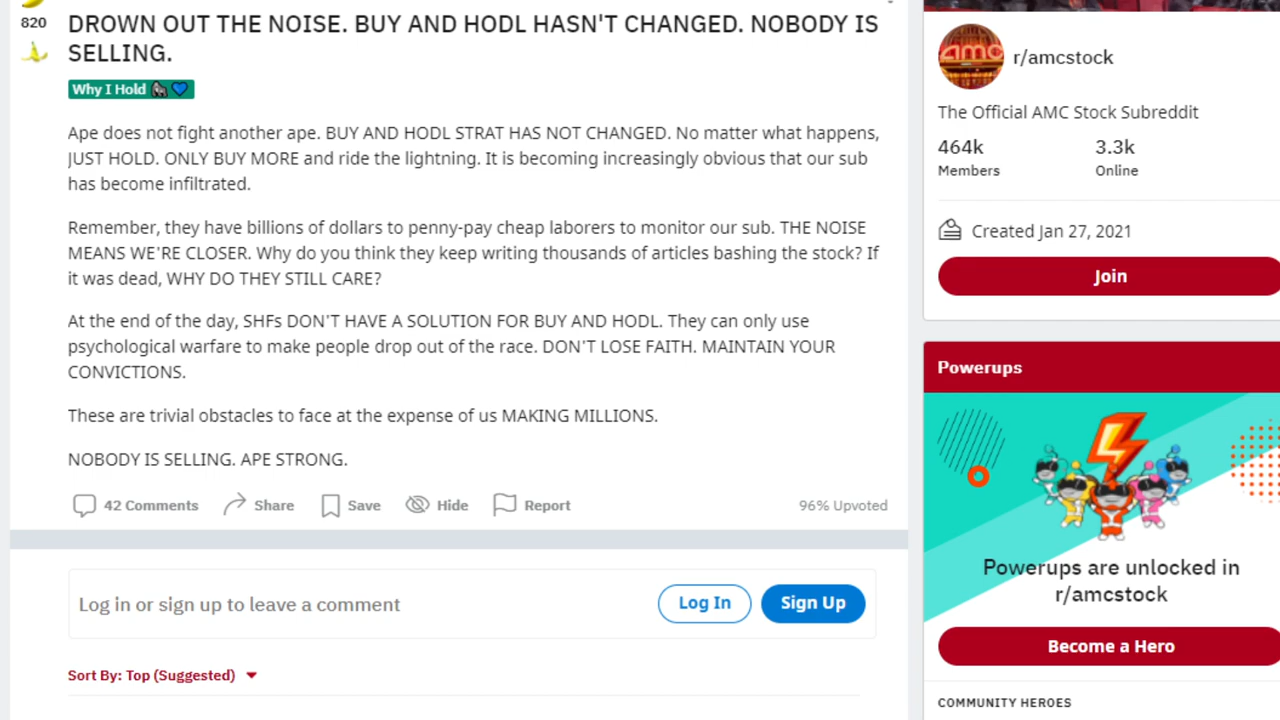 820
DROWN OUT THE NOISE. BUY AND HODL HASN'T CHANGED. NOBODY IS
SELLING.
Why I Hold 🦍💙
Ape does not fight another ape. BUY AND HODL STRAT HAS NOT CHANGED. No matter what happens,
JUST HOLD. ONLY BUY MORE and ride the lightning. It is becoming increasingly obvious that our sub
has become infiltrated.
Remember, they have billions of dollars to penny-pay cheap laborers to monitor our sub. THE NOISE
MEANS WE'RE CLOSER. Why do you think they keep writing thousands of articles bashing the stock? If
it was dead, WHY DO THEY STILL CARE?
At the end of the day, SHFs DON'T HAVE A SOLUTION FOR BUY AND HODL. They can only use
psychological warfare to make people drop out of the race. DON'T LOSE FAITH. MAINTAIN YOUR
CONVICTIONS.
These are trivial obstacles to face at the expense of us MAKING MILLIONS.
NOBODY IS SELLING. APE STRONG.
42 Comments Share Save Hide Report 96% Upvoted
Log in or sign up to leave a comment Log In Sign Up
Sort By: Top (Suggested)
amc
r/amcstock
The Official AMC Stock Subreddit
464k 3.3k
Members Online
Created Jan 27, 2021
Join
Powerups
Powerups are unlocked in
r/amcstock
Become a Hero
COMMUNITY HEROES